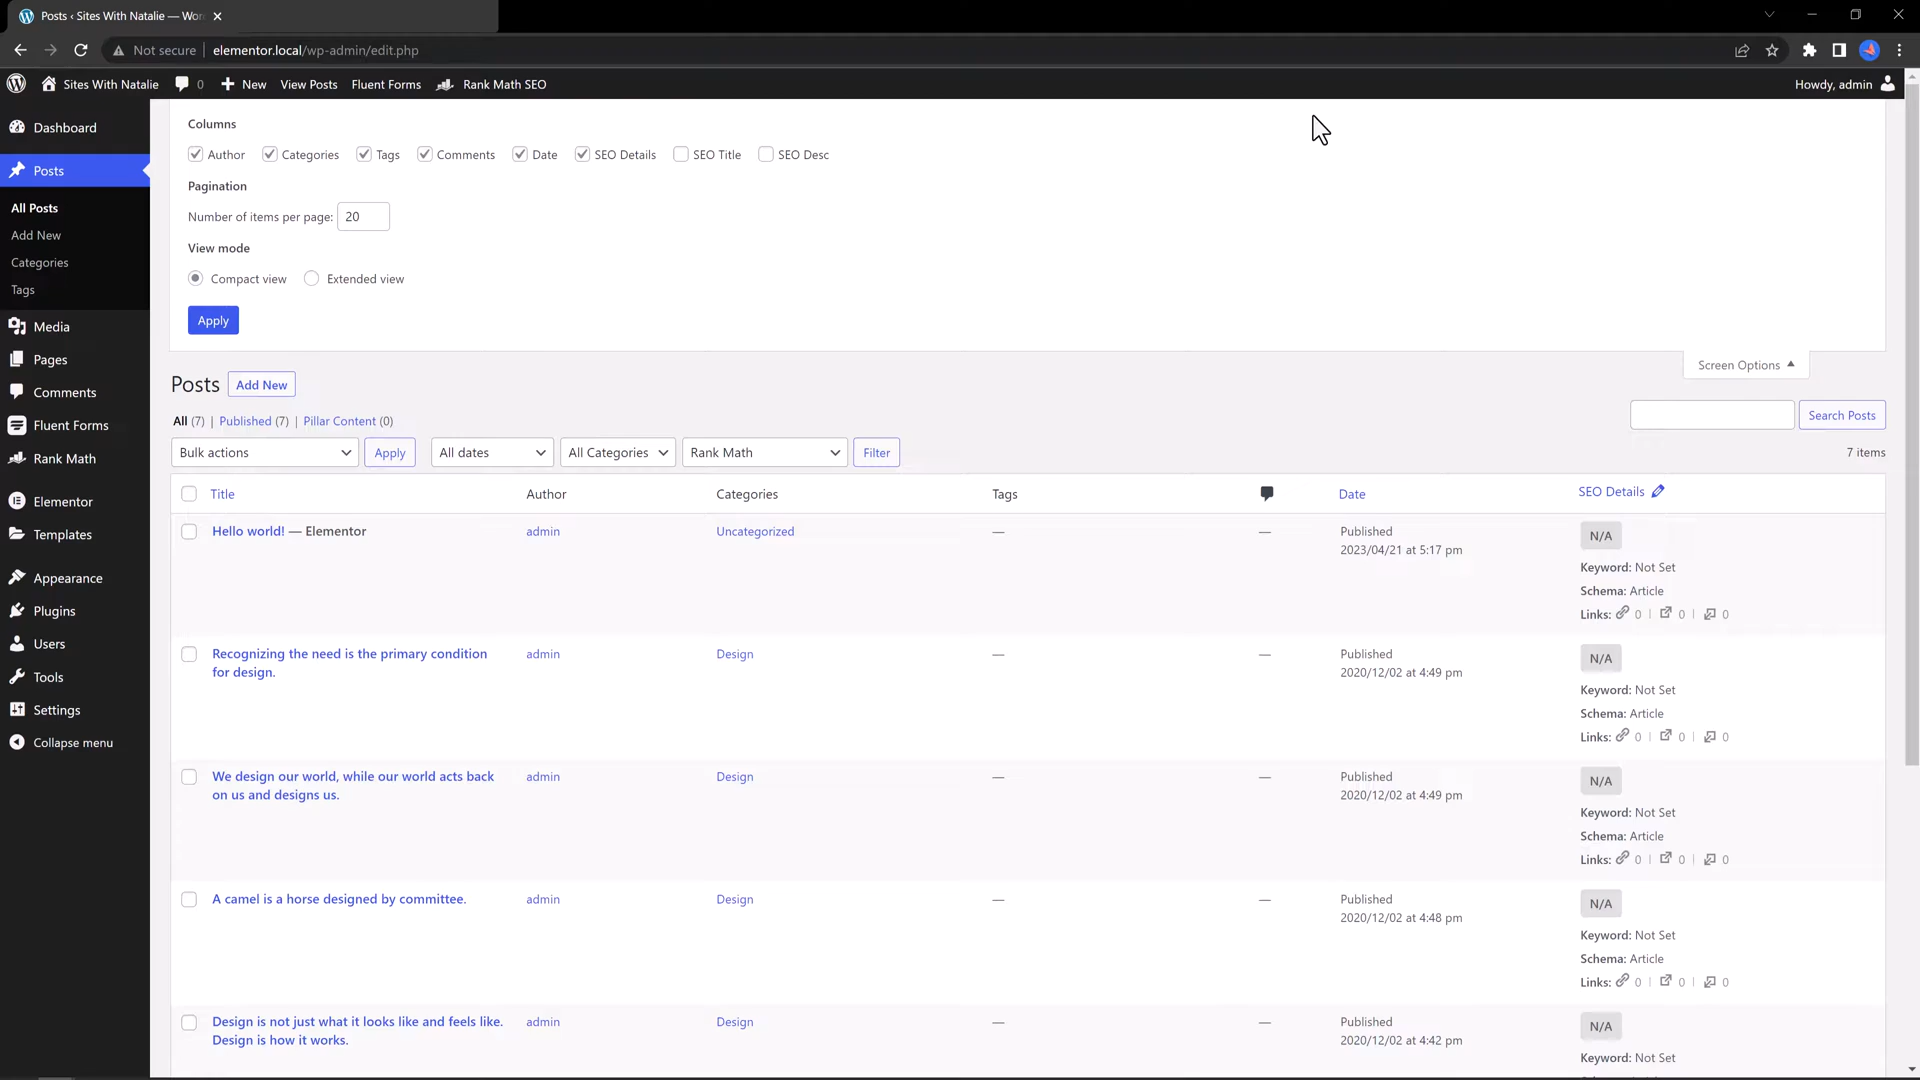 Posts ‹ Sites With Natalie — Wor
Not secure elementor.local/wp-admin/edit.php
Sites With Natalie 0 New View Posts Fluent Forms Rank Math SEO Howdy, admin
Dashboard
Posts
All Posts
Add New
Categories
Tags
Media
Pages
Comments
Fluent Forms
Rank Math
Elementor
Templates
Appearance
Plugins
Users
Tools
Settings
Collapse menu
Columns
Author Categories Tags Comments Date SEO Details SEO Title SEO Desc
Pagination
Number of items per page: 20
View mode
Compact view Extended view
Apply
Screen Options
Posts Add New
All (7) | Published (7) | Pillar Content (0)
Search Posts
Bulk actions Apply All dates All Categories Rank Math Filter 7 items
Title Author Categories Tags Date SEO Details
Hello world! — Elementor admin Uncategorized — — Published
2023/04/21 at 5:17 pm
N/A
Keyword: Not Set
Schema: Article
Links: 0 | 0 | 0
Recognizing the need is the primary condition
for design.
admin Design — — Published
2020/12/02 at 4:49 pm
N/A
Keyword: Not Set
Schema: Article
Links: 0 | 0 | 0
We design our world, while our world acts back
on us and designs us.
admin Design — — Published
2020/12/02 at 4:49 pm
N/A
Keyword: Not Set
Schema: Article
Links: 0 | 0 | 0
A camel is a horse designed by committee.
admin Design — — Published
2020/12/02 at 4:48 pm
N/A
Keyword: Not Set
Schema: Article
Links: 0 | 0 | 0
Design is not just what it looks like and feels like.
Design is how it works.
admin Design — — Published
2020/12/02 at 4:42 pm
N/A
Keyword: Not Set